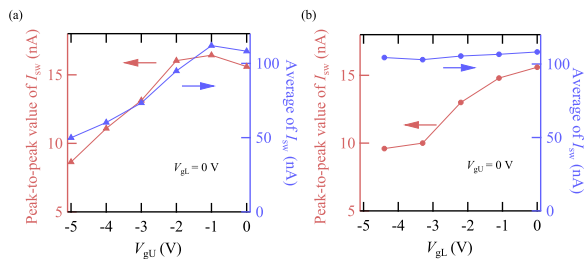 (a)
Peak-to-peak value of I_sw (nA)
15
10
5
100
50
0
Average of I_sw (nA)
V_gL = 0 V
-5 -4 -3 -2 -1 0
V_gU (V)
(b)
Peak-to-peak value of I_sw (nA)
15
10
5
100
50
0
Average of I_sw (nA)
V_gU = 0 V
-5 -4 -3 -2 -1 0
V_gL (V)